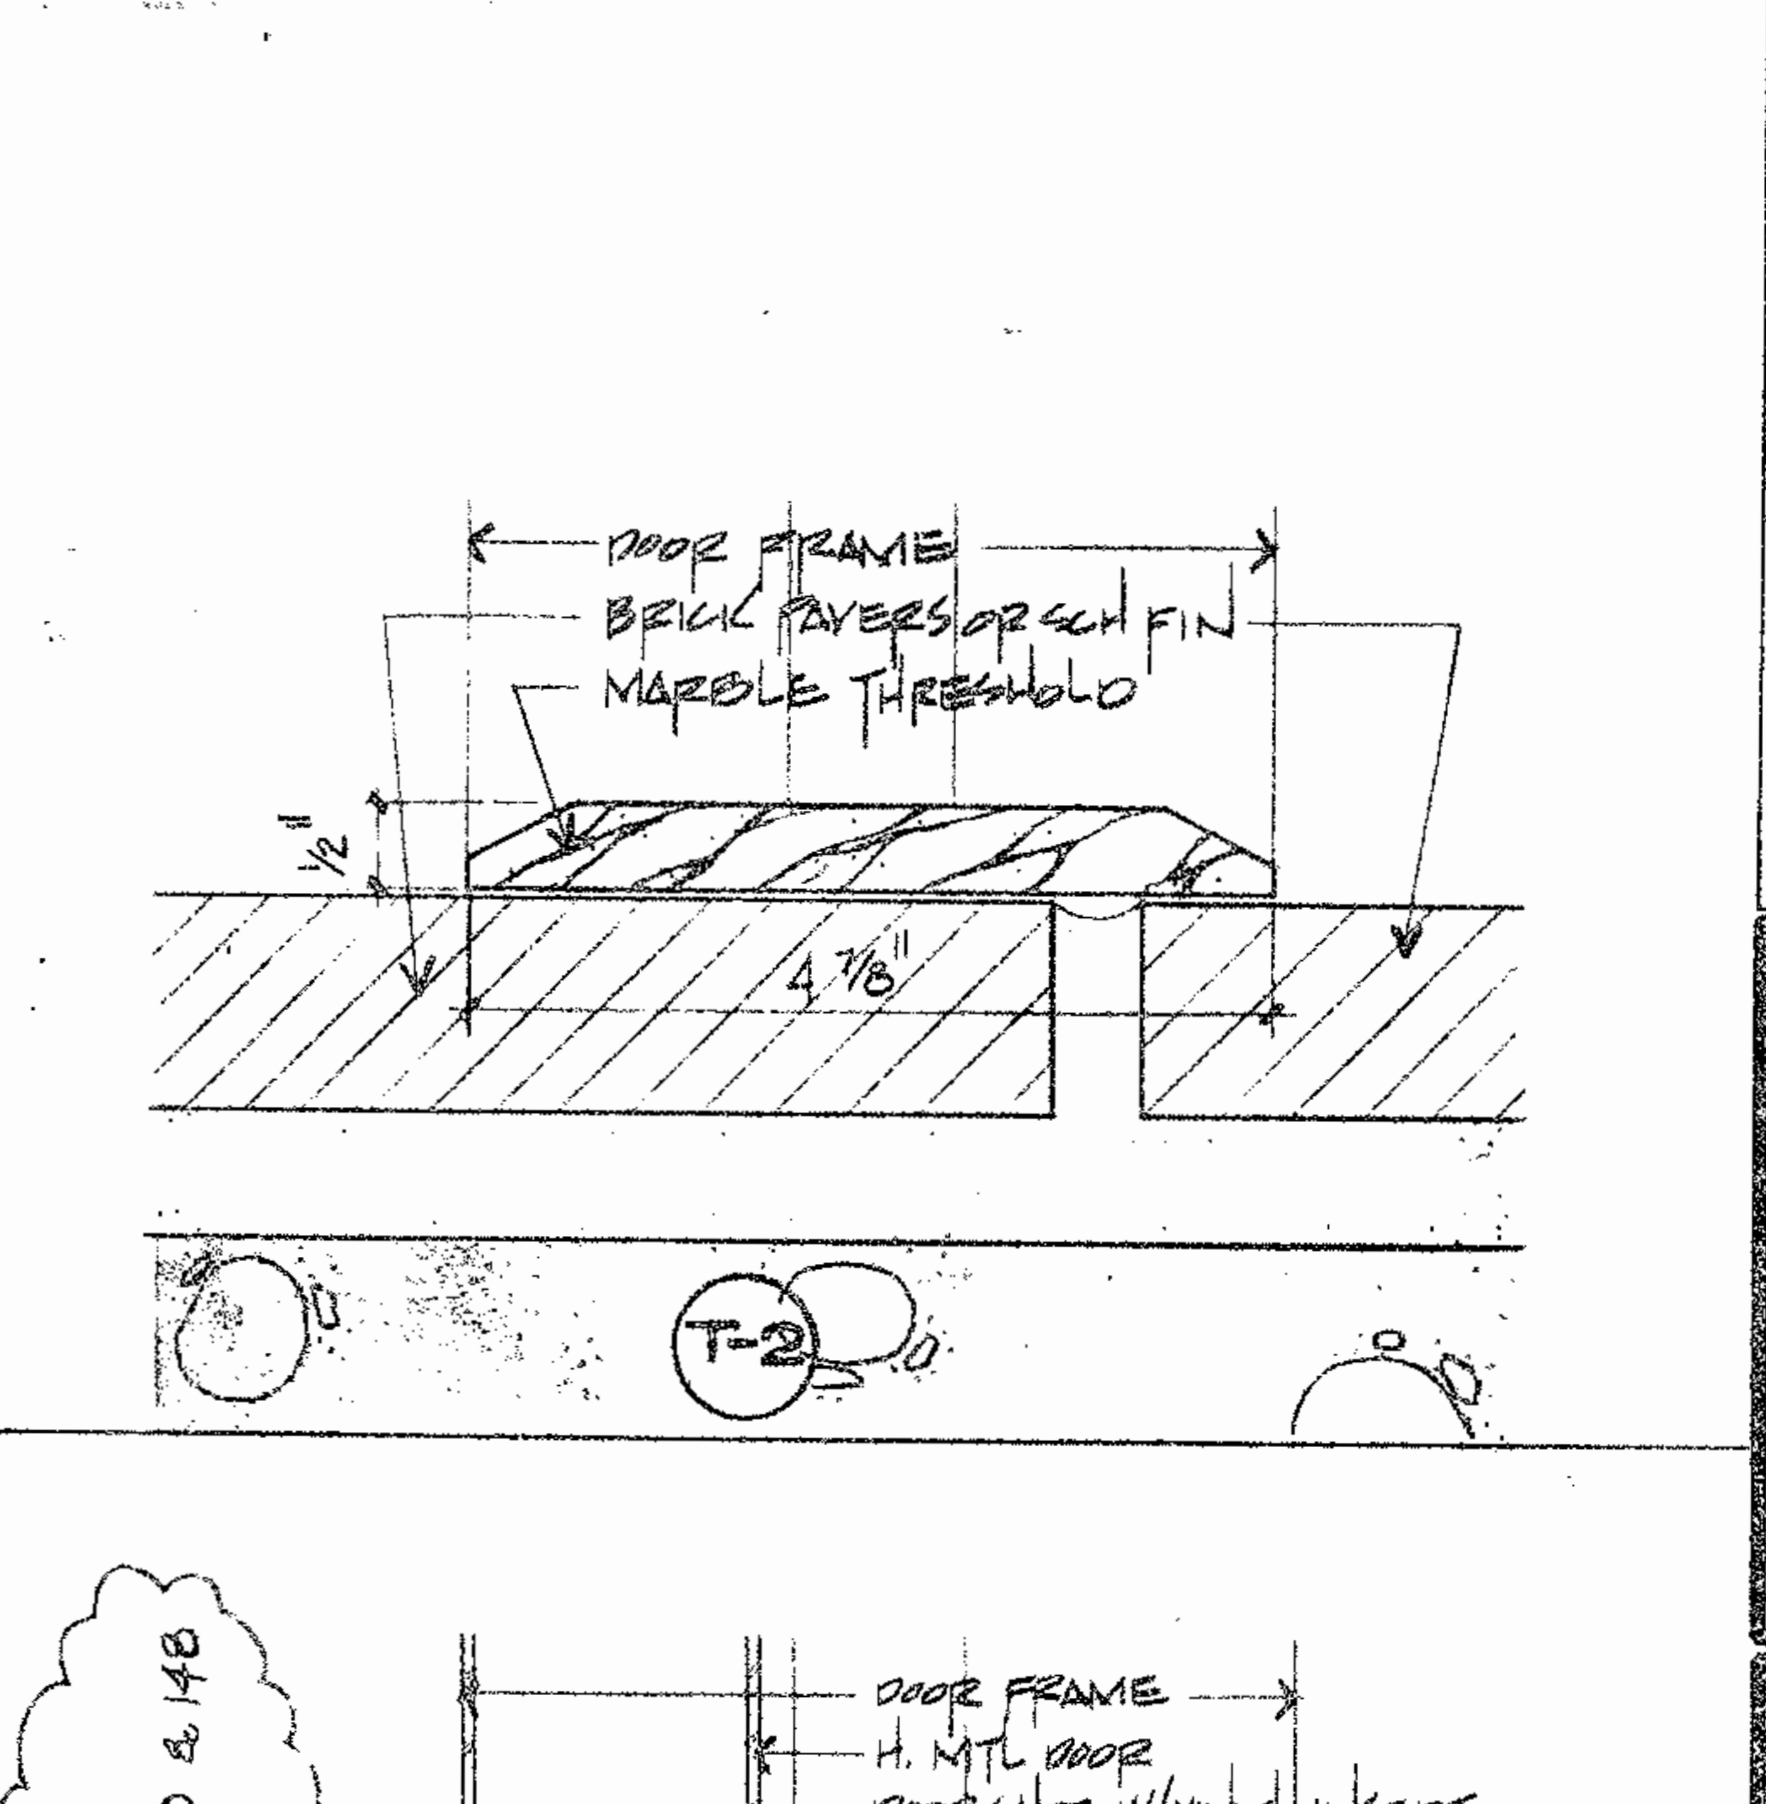 DOOR FRAME
BRICK PAVERS OR SCH FIN
MARBLE THRESHOLD
1/2"
4 7/8"
T-2
& 148
DOOR FRAME
H. MTL DOOR